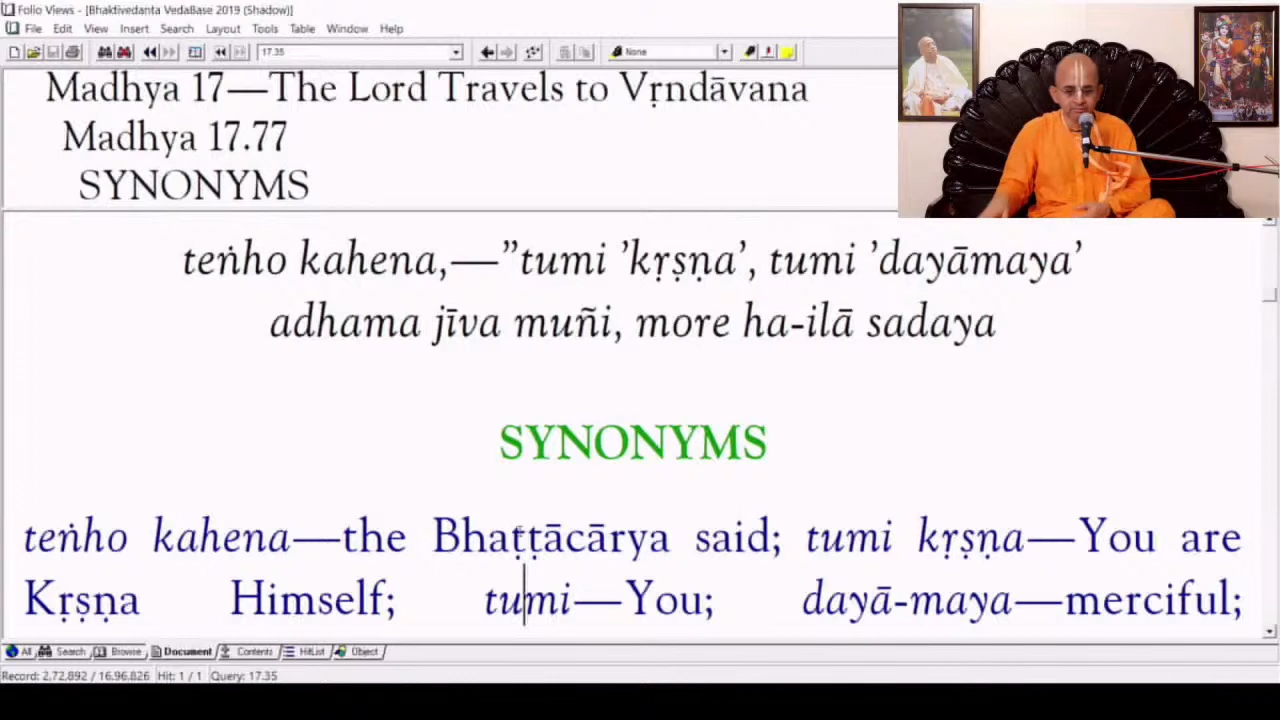 Folio Views - [Bhaktivedanta VedaBase 2019 (Shadow)]
File Edit View Insert Search Layout Tools Table Window Help
17.35 None
Madhya 17—The Lord Travels to Vṛndāvana
Madhya 17.77
SYNONYMS
teṅho kahena,—”tumi ’kṛṣṇa’, tumi ’dayāmaya’
adhama jīva muñi, more ha-ilā sadaya
SYNONYMS
teṅho kahena—the Bhaṭṭācārya said; tumi kṛṣṇa—You are
Kṛṣṇa Himself; tumi—You; dayā-maya—merciful;
All Search Browse Document Contents HitList Object
Record: 2,72,892 / 16,96,826 Hit: 1 / 1 Query: 17.35